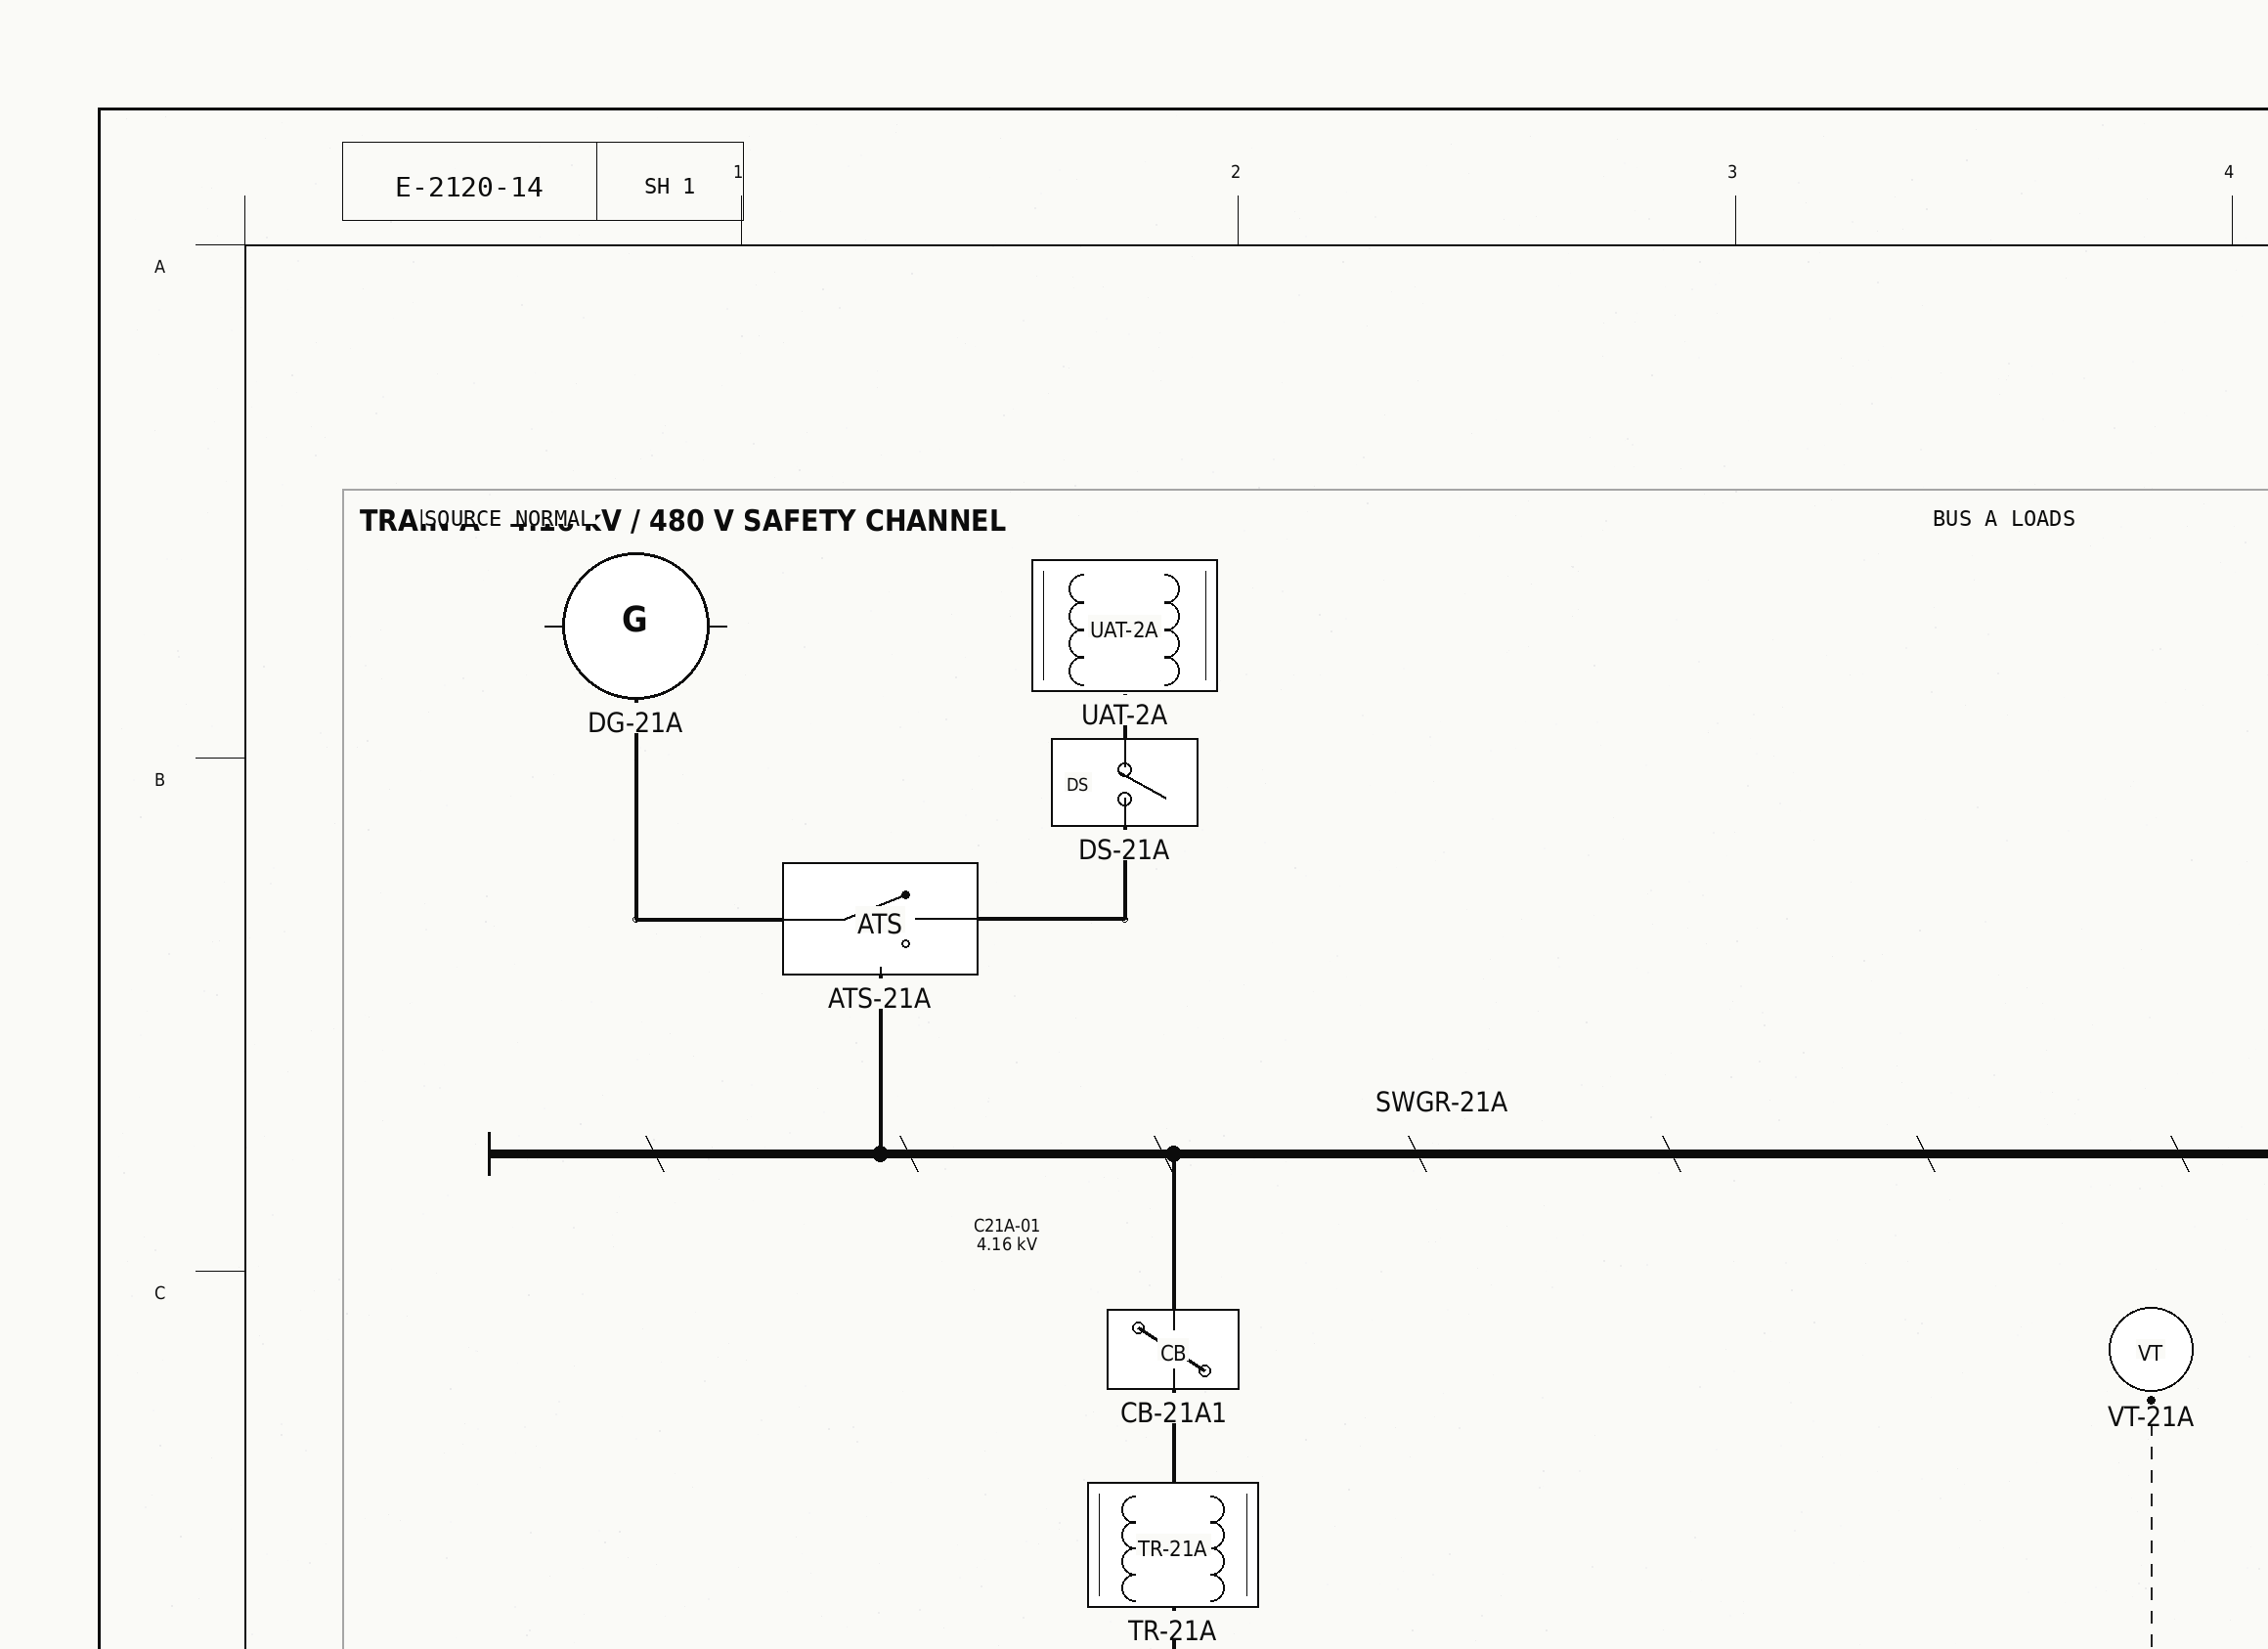 E-2120-14
SH 1
1
2
3
4
A
SOURCE NORMAL
V / 480 V SAFETY CHANNEL
BUS A LOADS
G
UAT-2A
DG-21A
UAT-2A
B
DS
DS-21A
ATS
ATS-21A
SWGR-21A
C21A-01
4.16 kV
C
CB
VT
CB-21A1
VT-21A
TR-21A
TR-21A